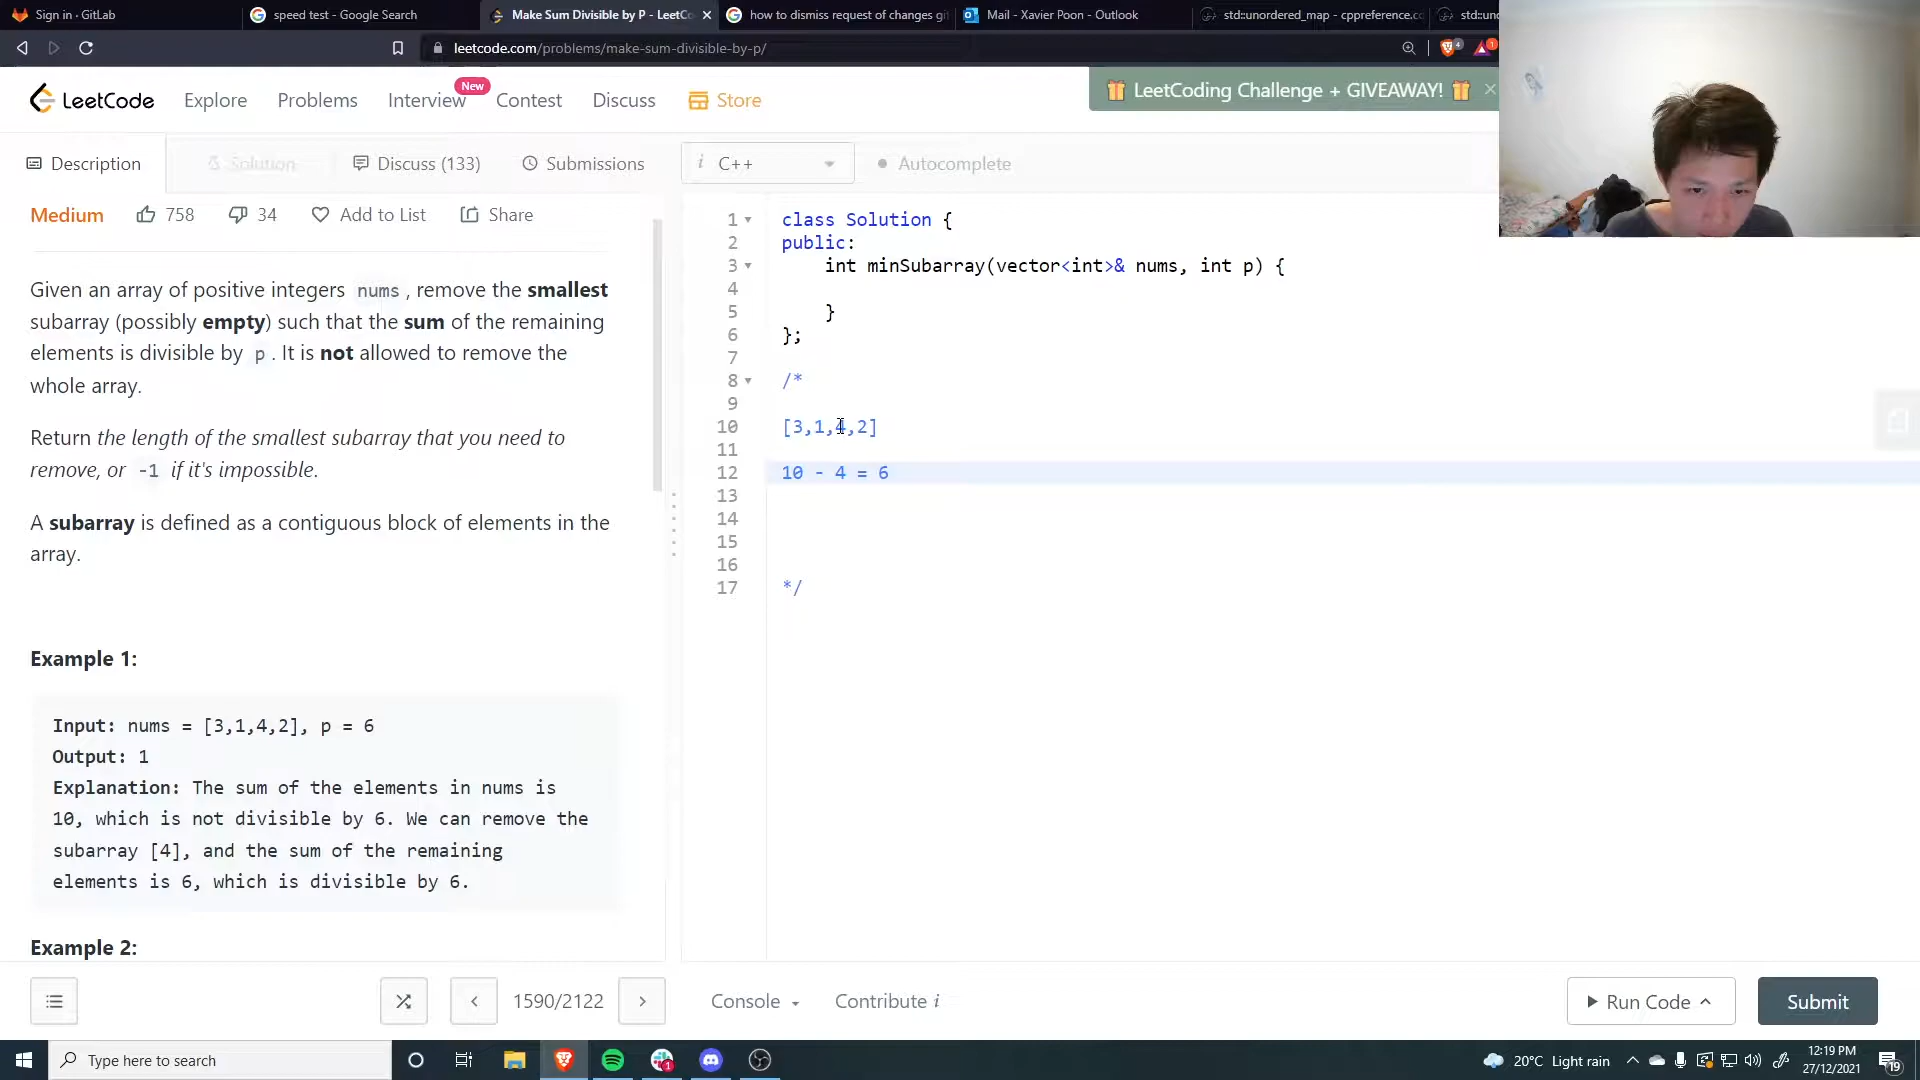 Sign in · GitLab
speed test - Google Search
Make Sum Divisible by P - LeetCo
how to dismiss request of changes gi
Mail - Xavier Poon - Outlook
std::unordered_map - cppreference.co
std::uno
leetcode.com/problems/make-sum-divisible-by-p/
4
1
LeetCode
Explore
Problems
Interview
New
Contest
Discuss
Store
LeetCoding Challenge + GIVEAWAY!
Description
Solution
Discuss (133)
Submissions
i C++
Autocomplete
Medium
758
34
Add to List
Share
Given an array of positive integers nums , remove the smallest
subarray (possibly empty) such that the sum of the remaining
elements is divisible by p . It is not allowed to remove the
whole array.
Return the length of the smallest subarray that you need to
remove, or -1 if it's impossible.
A subarray is defined as a contiguous block of elements in the
array.
Example 1:
Input: nums = [3,1,4,2], p = 6
Output: 1
Explanation: The sum of the elements in nums is
10, which is not divisible by 6. We can remove the
subarray [4], and the sum of the remaining
elements is 6, which is divisible by 6.
Example 2:
1 class Solution {
2 public:
3 int minSubarray(vector<int>& nums, int p) {
4
5 }
6 };
7
8 /*
9
10 [3,1,4,2]
11
12 10 - 4 = 6
13
14
15
16
17 */
1590/2122
Console
Contribute i
Run Code
Submit
Type here to search
1
20°C Light rain
12:19 PM
27/12/2021
19